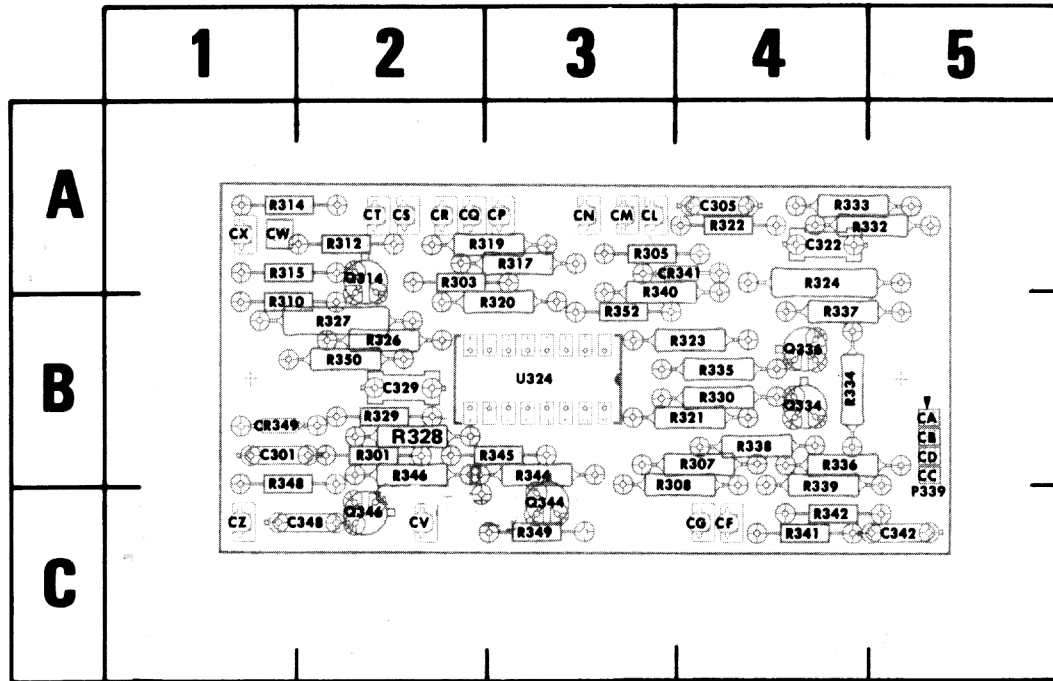 1 2 3 4 5
A
R314 CT CS CR CQ CP CN CM CL C305 R333
R322 R332
CX CW R312 R319 R305 C322
R315 Q314 R303 R317 CR341 R324
R310 R320 R340
R327 R352 R337
B
R326 R323 Q336
R350 U324 R335 R334
C329 R330 Q334
R329 R321 CA
CR349 R328 R338 CB
C301 R301 R345 R307 R336 CD
R346 R344 CC
R348 R308 R339 P339
C
Q346 Q344 R342
CZ C348 CV R349 CG CF R341 C342